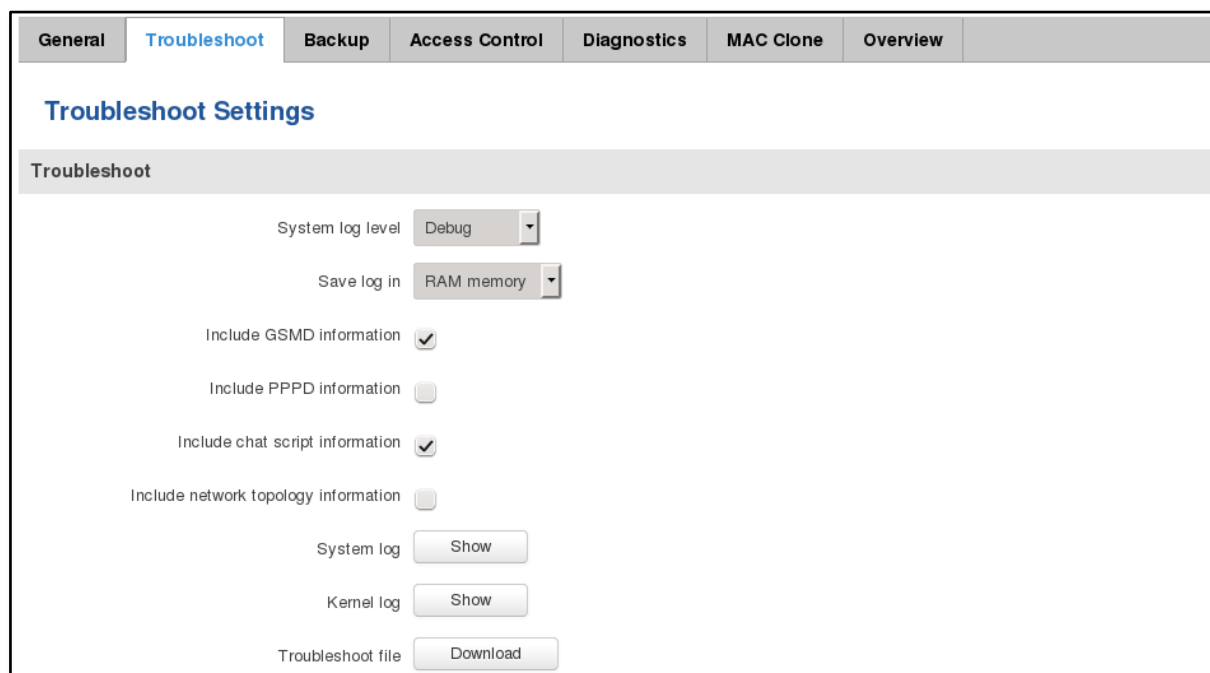 General Troubleshoot Backup Access Control Diagnostics MAC Clone Overview
Troubleshoot Settings
Troubleshoot
System log level Debug
Save log in RAM memory
Include GSMD information
Include PPPD information
Include chat script information
Include network topology information
System log Show
Kernel log Show
Troubleshoot file Download